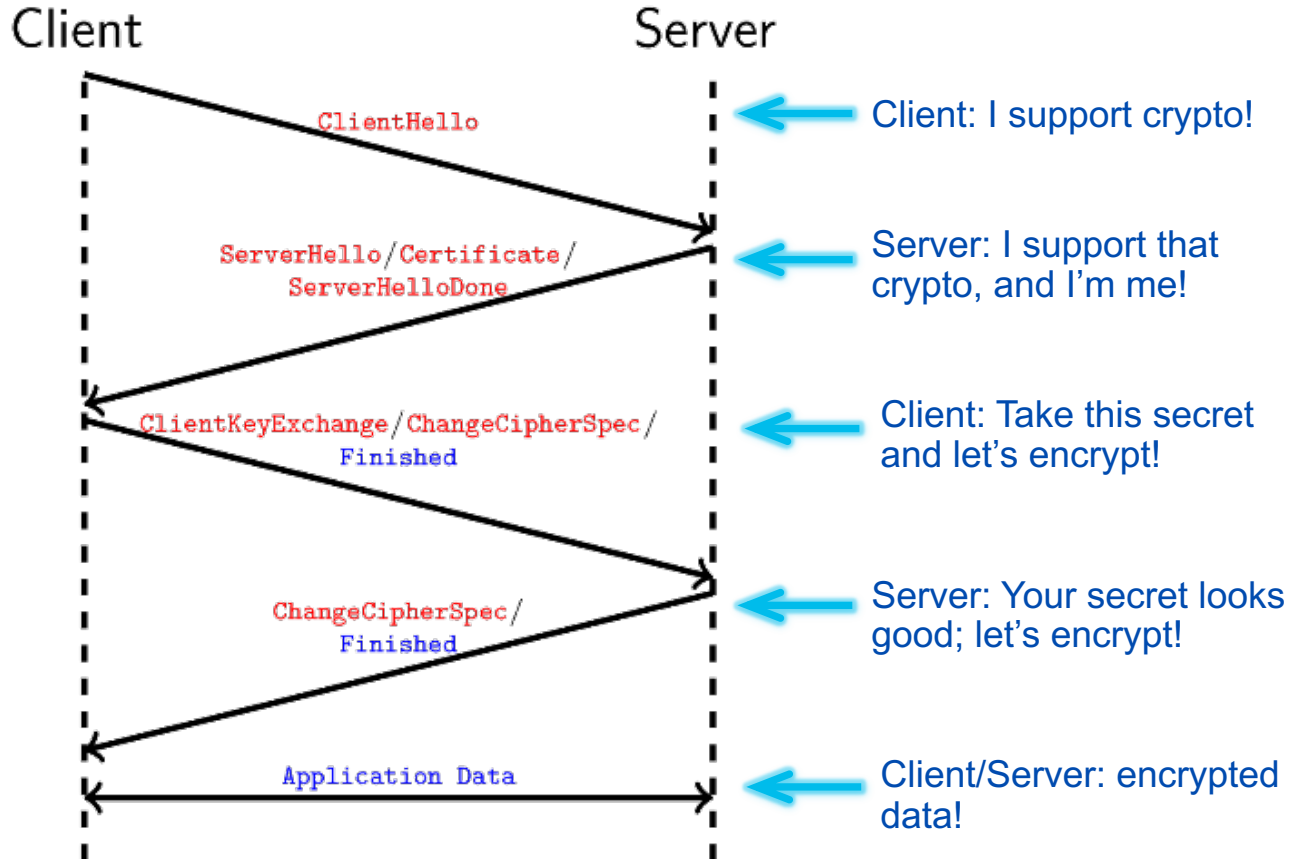 Client
Server
ClientHello
Client: I support crypto!
ServerHello/Certificate/
ServerHelloDone
Server: I support that
crypto, and I’m me!
ClientKeyExchange/ChangeCipherSpec/
Finished
Client: Take this secret
and let’s encrypt!
ChangeCipherSpec/
Finished
Server: Your secret looks
good; let’s encrypt!
Application Data
Client/Server: encrypted
data!